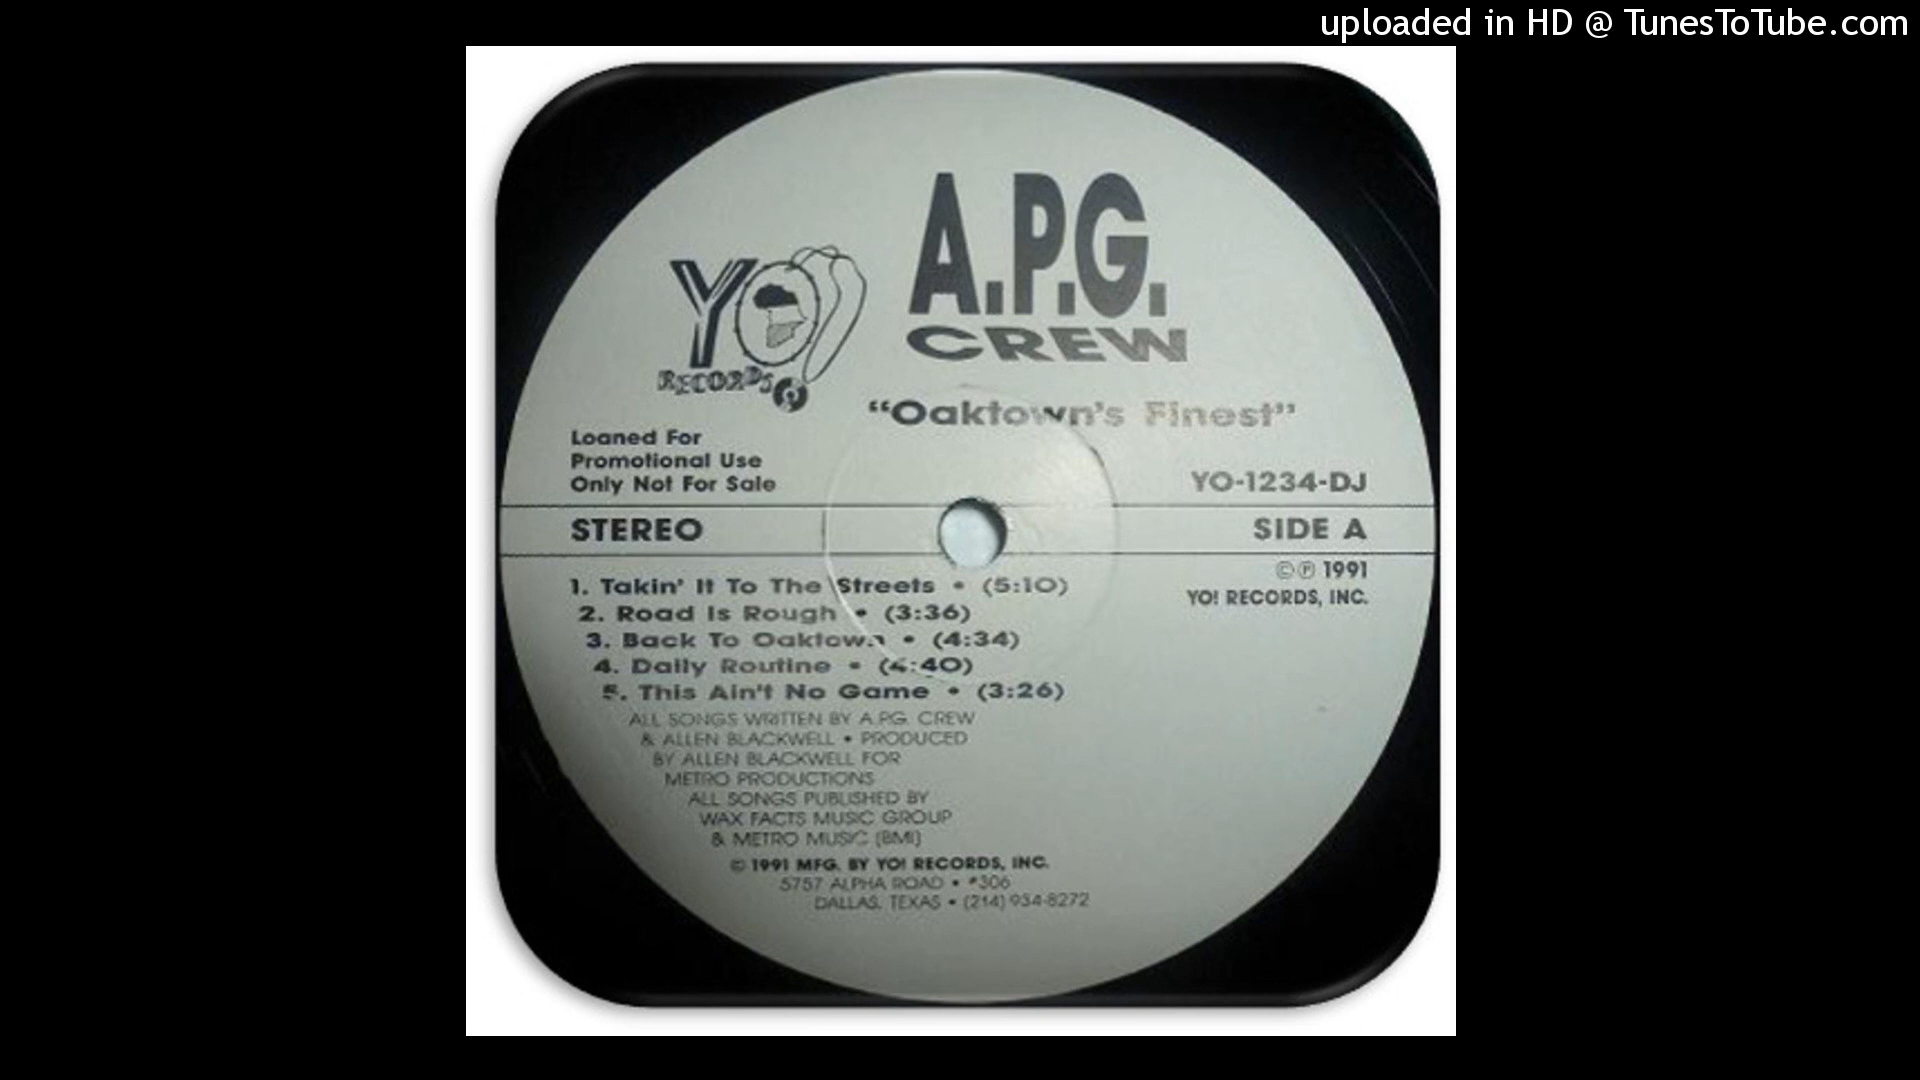 uploaded in HD @ TunesToTube.com
A.P.G.
CREW
YO
RECORDS
"Oaktown's Finest"
Loaned For
Promotional Use
Only Not For Sale
YO-1234-DJ
STEREO
SIDE A
©℗ 1991
YO! RECORDS, INC.
1. Takin' It To The Streets • (5:10)
2. Road Is Rough • (3:36)
3. Back To Oaktown • (4:34)
4. Daily Routine • (4:40)
5. This Ain't No Game • (3:26)
ALL SONGS WRITTEN BY A.P.G. CREW
& ALLEN BLACKWELL • PRODUCED
BY ALLEN BLACKWELL FOR
METRO PRODUCTIONS
ALL SONGS PUBLISHED BY
WAX FACTS MUSIC GROUP
& METRO MUSIC (BMI)
© 1991 MFG. BY YO! RECORDS, INC.
5757 ALPHA ROAD • #306
DALLAS, TEXAS • (214) 934-8272